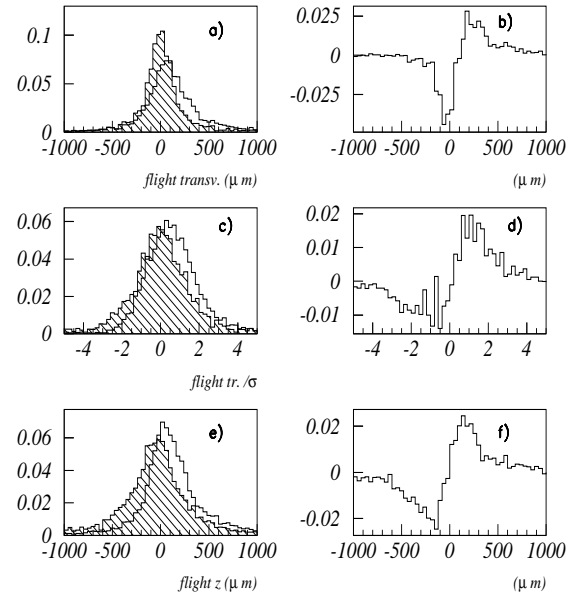 a) b)
0.1 0.025
0.05 0
0 -0.025
-1000 -500 0 500 1000 -1000 -500 0 500 1000
flight transv. (μ m) (μ m)
c) d)
0.06 0.02
0.04 0.01
0.02 0
0 -0.01
-4 -2 0 2 4 -4 -2 0 2 4
flight tr. /σ
e) f)
0.06 0.02
0.04 0
0.02 -0.02
0
-1000 -500 0 500 1000 -1000 -500 0 500 1000
flight z (μ m) (μ m)